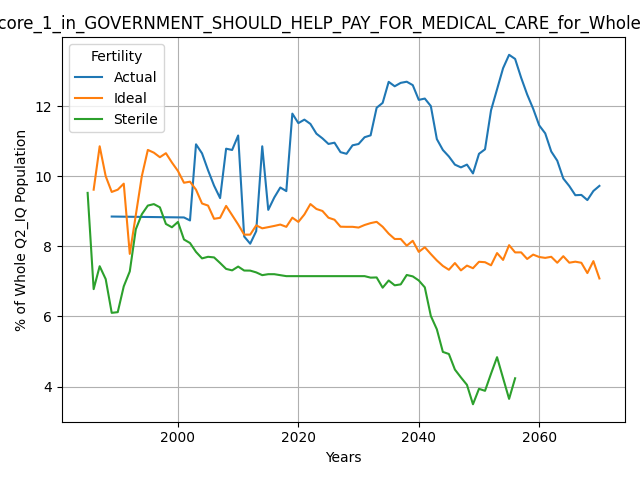 core_1_in_GOVERNMENT_SHOULD_HELP_PAY_FOR_MEDICAL_CARE_for_Whole
Fertility
Actual
Ideal
Sterile
% of Whole Q2_IQ Population
12
10
8
6
4
2000
2020
2040
2060
Years